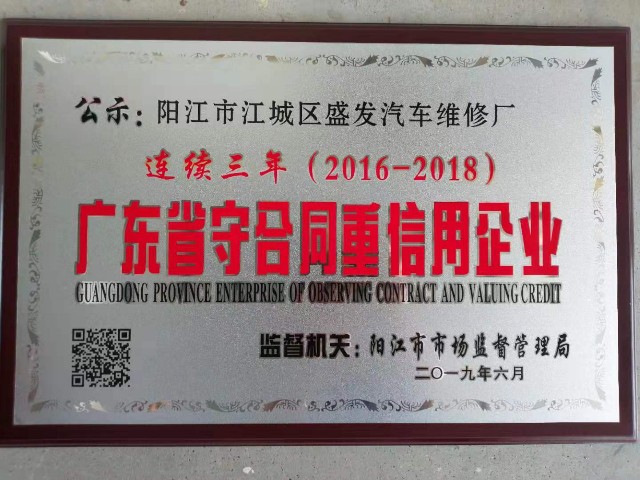 公示：阳江市江城区盛发汽车维修厂
连续三年（2016-2018）
广东省守合同重信用企业
GUANGDONG PROVINCE ENTERPRISE OF OBSERVING CONTRACT AND VALUING CREDIT
监督机关：阳江市市场监督管理局
二〇一九年六月